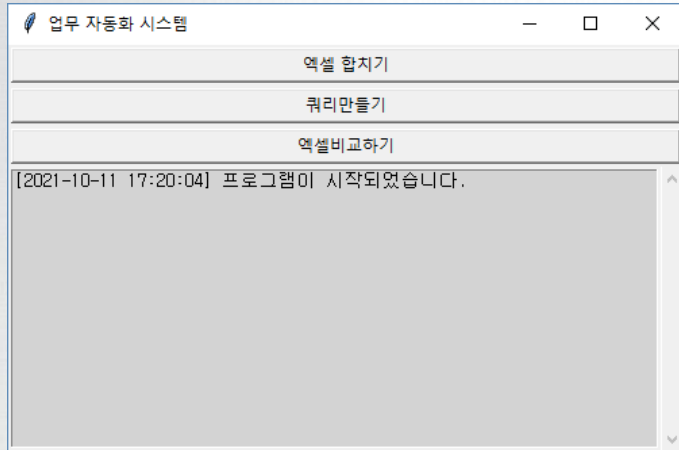 업무 자동화 시스템
엑셀 합치기
쿼리만들기
엑셀비교하기
[2021-10-11 17:20:04] 프로그램이 시작되었습니다.